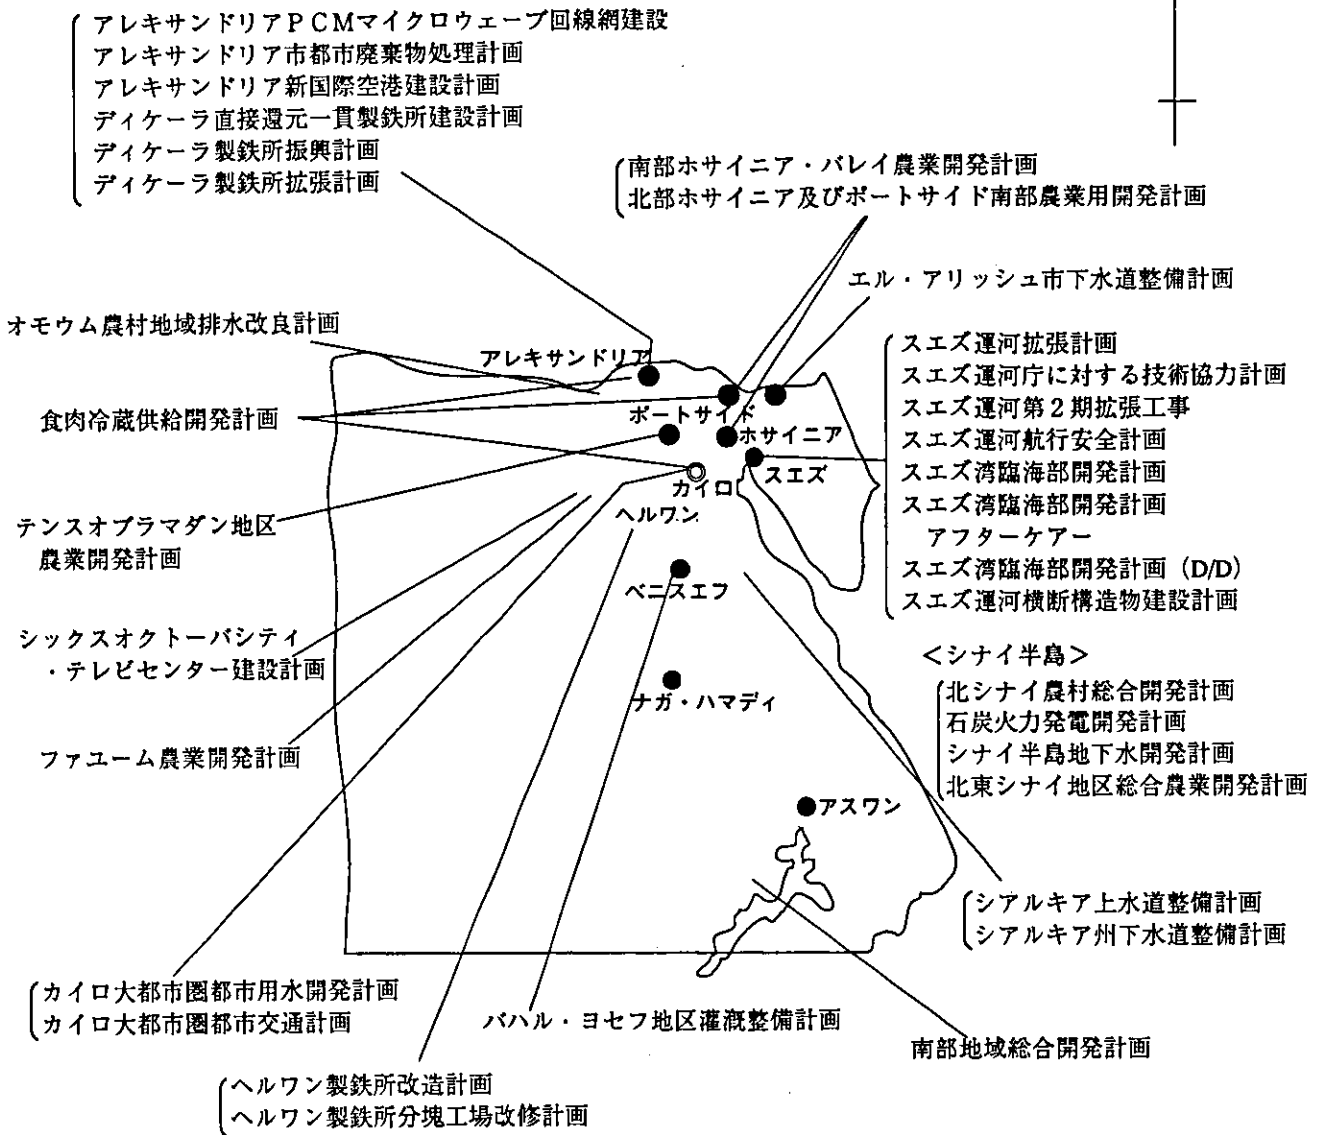 アレキサンドリアPCMマイクロウェーブ回線網建設
アレキサンドリア市都市廃棄物処理計画
アレキサンドリア新国際空港建設計画
ディケーラ直接還元一貫製鉄所建設計画
ディケーラ製鉄所振興計画
ディケーラ製鉄所拡張計画
南部ホサイニア・バレイ農業開発計画
北部ホサイニア及びポートサイド南部農業用開発計画
エル・アリッシュ市下水道整備計画
オモウム農村地域排水改良計画
アレキサンドリア
スエズ運河拡張計画
スエズ運河庁に対する技術協力計画
スエズ運河第2期拡張工事
スエズ運河航行安全計画
スエズ湾臨海部開発計画
スエズ湾臨海部開発計画
アフターケアー
スエズ湾臨海部開発計画(D/D)
スエズ運河横断構造物建設計画
食肉冷蔵供給開発計画
ポートサイド
ホサイニア
スエズ
カイロ
ヘルワン
テンスオブラマダン地区
農業開発計画
ベニスエフ
シックスオクトーバシティ
・テレビセンター建設計画
<シナイ半島>
北シナイ農村総合開発計画
石炭火力発電開発計画
シナイ半島地下水開発計画
北東シナイ地区総合農業開発計画
ナガ・ハマディ
ファユーム農業開発計画
アスワン
シアルキア上水道整備計画
シアルキア州下水道整備計画
カイロ大都市圏都市用水開発計画
カイロ大都市圏都市交通計画
バハル・ヨセフ地区灌漑整備計画
南部地域総合開発計画
ヘルワン製鉄所改造計画
ヘルワン製鉄所分塊工場改修計画